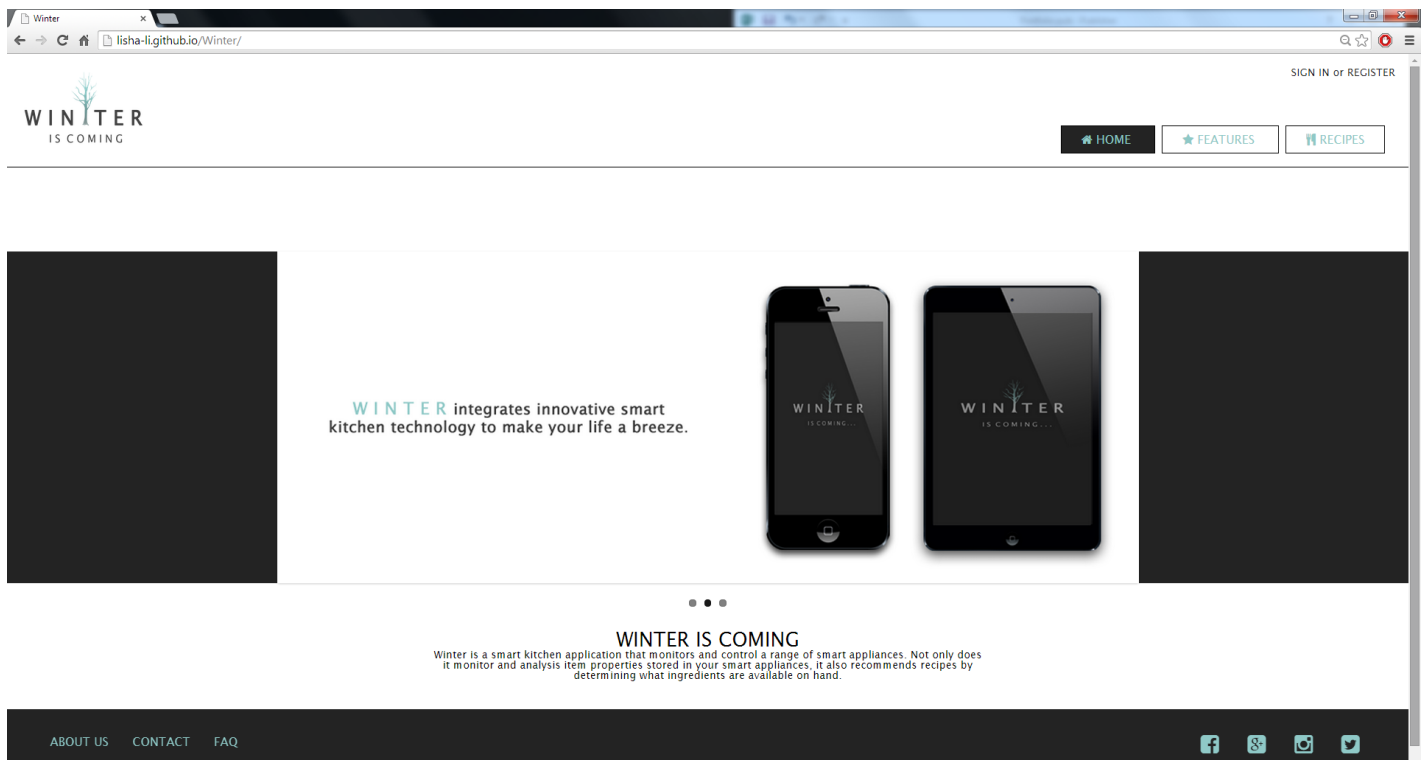 Winter
lisha-li.github.io/Winter/
SIGN IN or REGISTER
WINTER
IS COMING
HOME
FEATURES
RECIPES
WINTER integrates innovative smart
kitchen technology to make your life a breeze.
WINTER
IS COMING...
WINTER
IS COMING...
WINTER IS COMING
Winter is a smart kitchen application that monitors and control a range of smart appliances. Not only does
it monitor and analysis item properties stored in your smart appliances, it also recommends recipes by
determining what ingredients are available on hand.
ABOUT US CONTACT FAQ